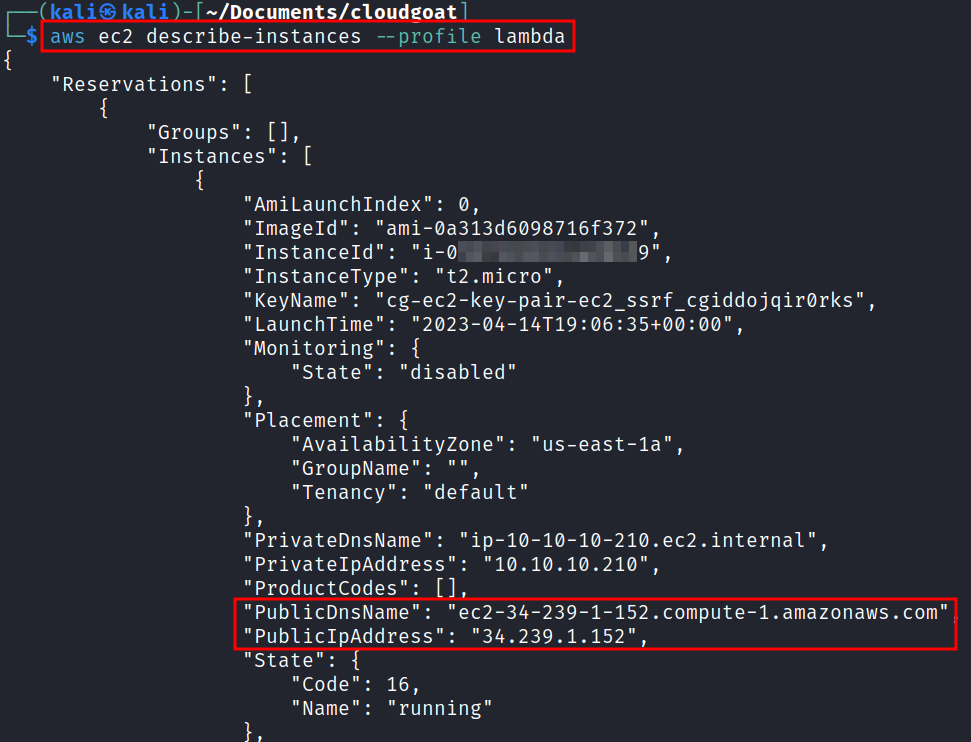 ┌──(kali㉿kali)-[~/Documents/cloudgoat]
└─$ aws ec2 describe-instances --profile lambda
{
    "Reservations": [
        {
            "Groups": [],
            "Instances": [
                {
                    "AmiLaunchIndex": 0,
                    "ImageId": "ami-0a313d6098716f372",
                    "InstanceId": "i-0 9",
                    "InstanceType": "t2.micro",
                    "KeyName": "cg-ec2-key-pair-ec2_ssrf_cgiddojqir0rks",
                    "LaunchTime": "2023-04-14T19:06:35+00:00",
                    "Monitoring": {
                        "State": "disabled"
                    },
                    "Placement": {
                        "AvailabilityZone": "us-east-1a",
                        "GroupName": "",
                        "Tenancy": "default"
                    },
                    "PrivateDnsName": "ip-10-10-10-210.ec2.internal",
                    "PrivateIpAddress": "10.10.10.210",
                    "ProductCodes": [],
                    "PublicDnsName": "ec2-34-239-1-152.compute-1.amazonaws.com",
                    "PublicIpAddress": "34.239.1.152",
                    "State": {
                        "Code": 16,
                        "Name": "running"
                    },